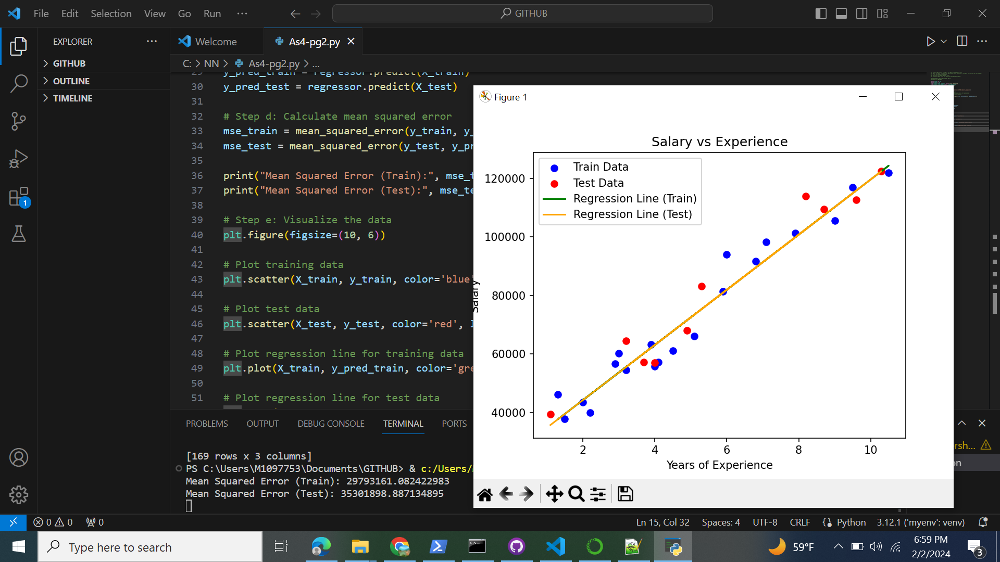 File Edit Selection View Go Run ...
GITHUB
EXPLORER
GITHUB
OUTLINE
TIMELINE
Welcome
As4-pg2.py
C: > NN > As4-pg2.py > ...
29 y_pred_train = regressor.predict(X_train)
30 y_pred_test = regressor.predict(X_test)
31
32 # Step d: Calculate mean squared error
33 mse_train = mean_squared_error(y_train, y_
34 mse_test = mean_squared_error(y_test, y_pr
35
36 print("Mean Squared Error (Train):", mse_t
37 print("Mean Squared Error (Test):", mse_te
38
39 # Step e: Visualize the data
40 plt.figure(figsize=(10, 6))
41
42 # Plot training data
43 plt.scatter(X_train, y_train, color='blue'
44
45 # Plot test data
46 plt.scatter(X_test, y_test, color='red', l
47
48 # Plot regression line for training data
49 plt.plot(X_train, y_pred_train, color='gre
50
51 # Plot regression line for test data
PROBLEMS OUTPUT DEBUG CONSOLE TERMINAL PORTS
[169 rows x 3 columns]
PS C:\Users\M1097753\Documents\GITHUB> & c:/Users/
Mean Squared Error (Train): 29793161.082422983
Mean Squared Error (Test): 35301898.887134895
Figure 1
Salary vs Experience
Train Data
Test Data
Regression Line (Train)
Regression Line (Test)
120000
100000
80000
60000
40000
Salary
2 4 6 8 10
Years of Experience
1
0 0 0
Ln 15, Col 32 Spaces: 4 UTF-8 CRLF Python 3.12.1 ('myenv': venv)
Type here to search
59°F
6:59 PM
2/2/2024
3